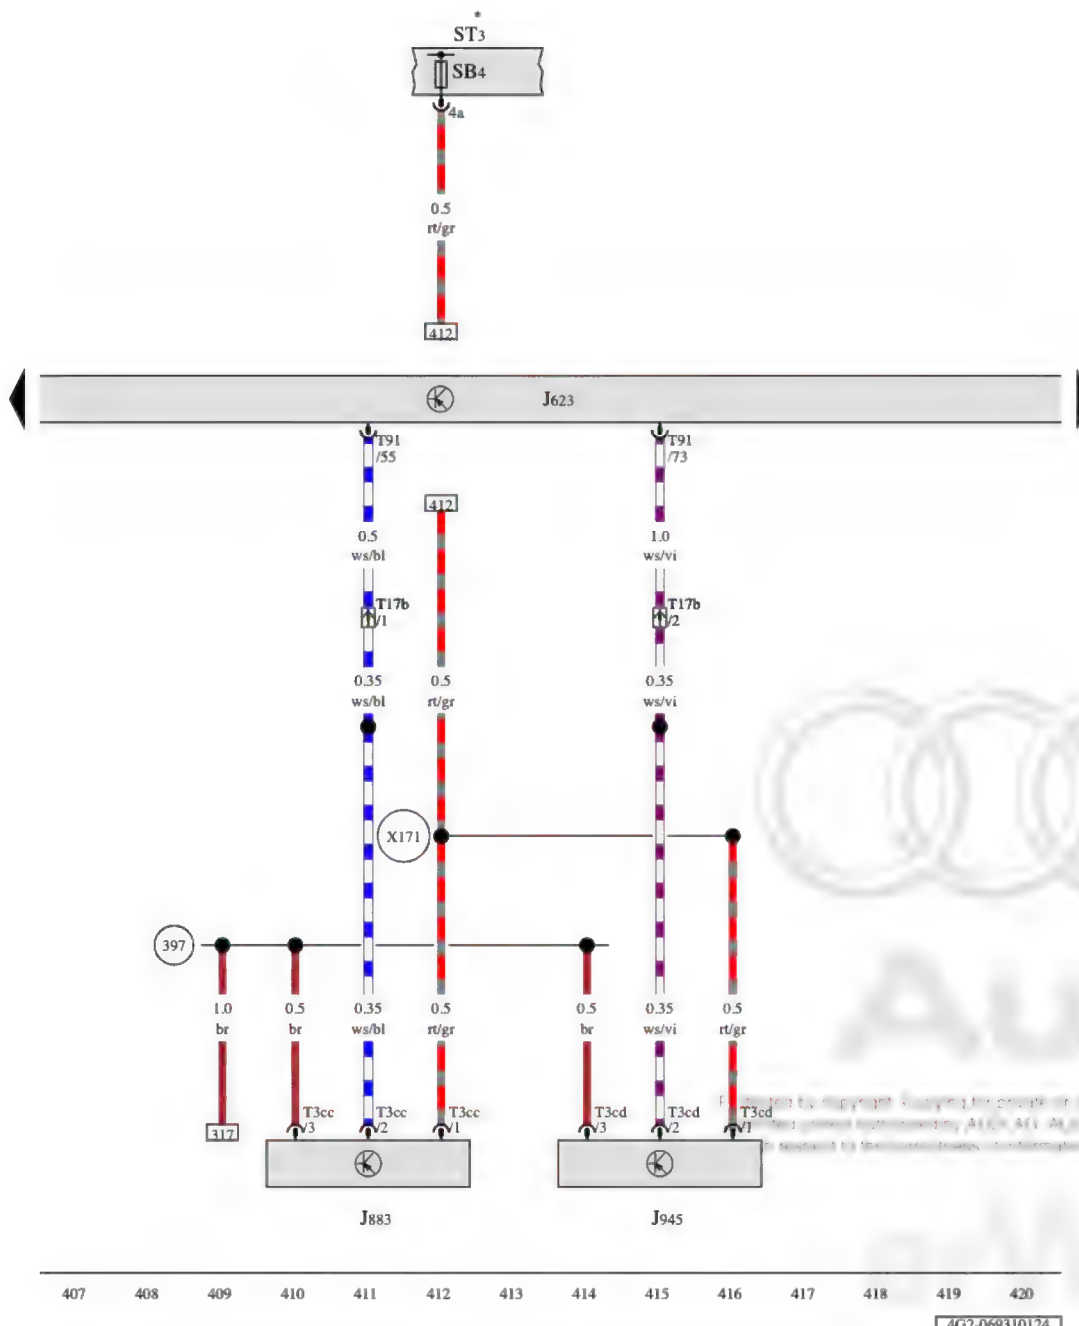 *
ST3
SB4
4a
0.5
rt/gr
412
J623
T91
/55
T91
/73
412
0.5
ws/bl
1.0
ws/vi
T17b
/1
T17b
/2
0.35
ws/bl
0.5
rt/gr
0.35
ws/vi
X171
397
1.0
br
0.5
br
0.35
ws/bl
0.5
rt/gr
0.5
br
0.35
ws/vi
0.5
rt/gr
T3cc
/3
T3cc
/2
T3cc
/1
T3cd
/3
T3cd
/2
T3cd
/1
317
J883
J945
407 408 409 410 411 412 413 414 415 416 417 418 419 420
4G2-069310124